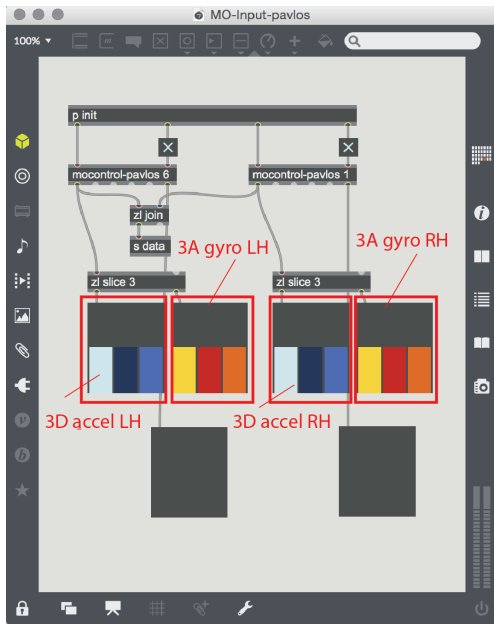 MO-Input-pavlos
100%
p init
mocontrol-pavlos 6
mocontrol-pavlos 1
zl join
s data
3A gyro LH
3A gyro RH
zl slice 3
zl slice 3
3D accel LH
3D accel RH